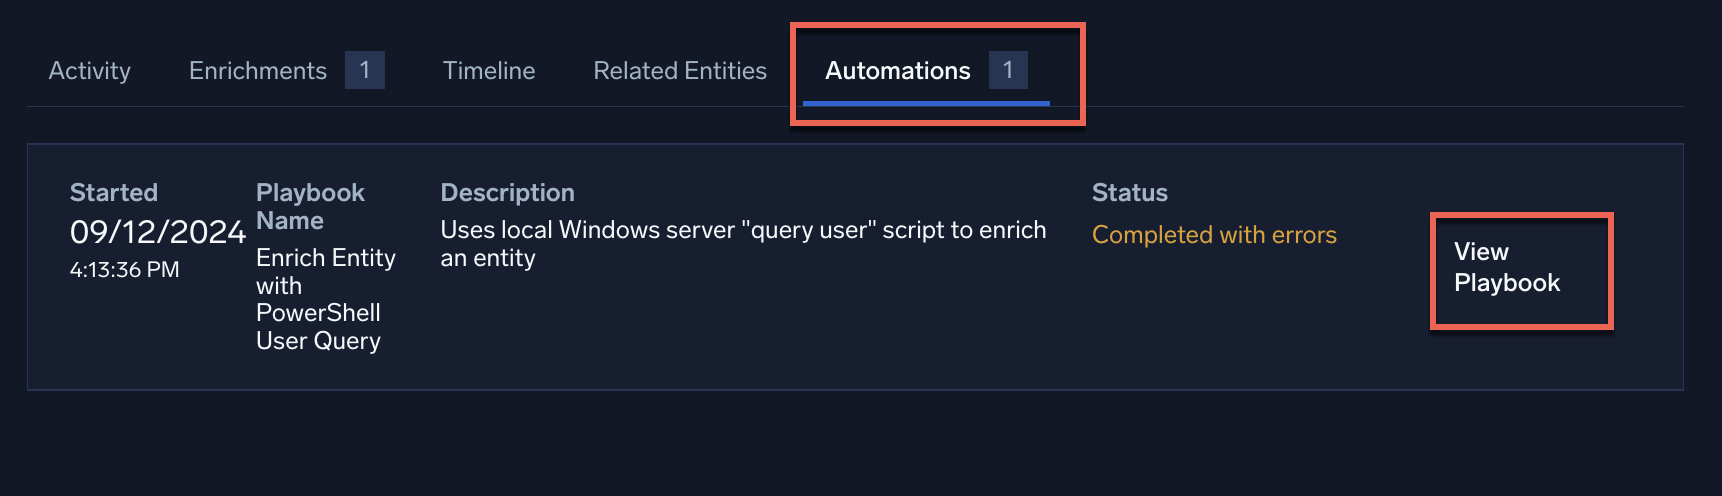 Activity Enrichments 1 Timeline Related Entities Automations 1
Started
09/12/2024
4:13:36 PM
Playbook
Name
Enrich Entity
with
PowerShell
User Query
Description
Uses local Windows server "query user" script to enrich
an entity
Status
Completed with errors
View
Playbook